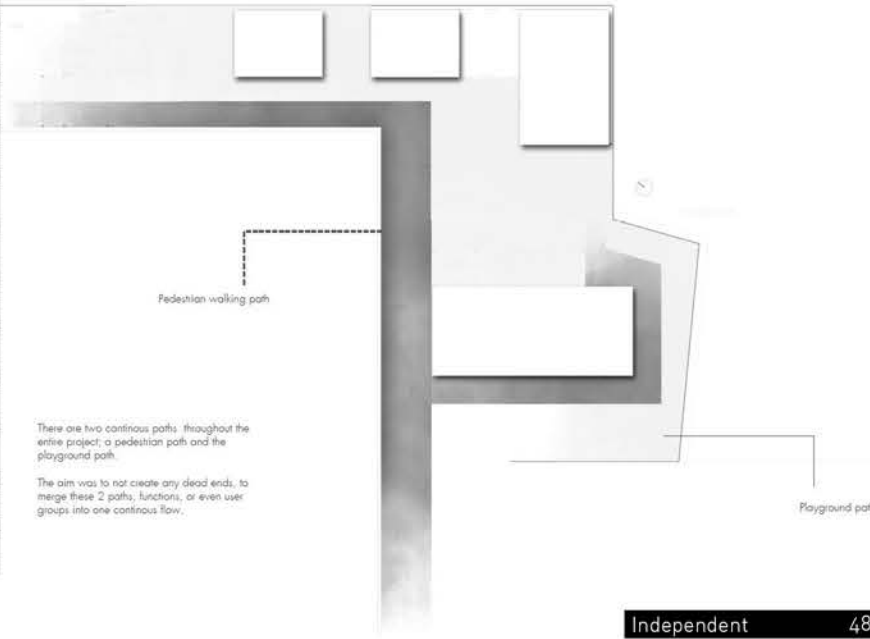 Pedestrian walking path
There are two continous paths throughout the
entire project; a pedestrian path and the
playground path.
The aim was to not create any dead ends, to
merge these 2 paths, functions, or even user
groups into one continous flow.
Playground pat
Independent 48